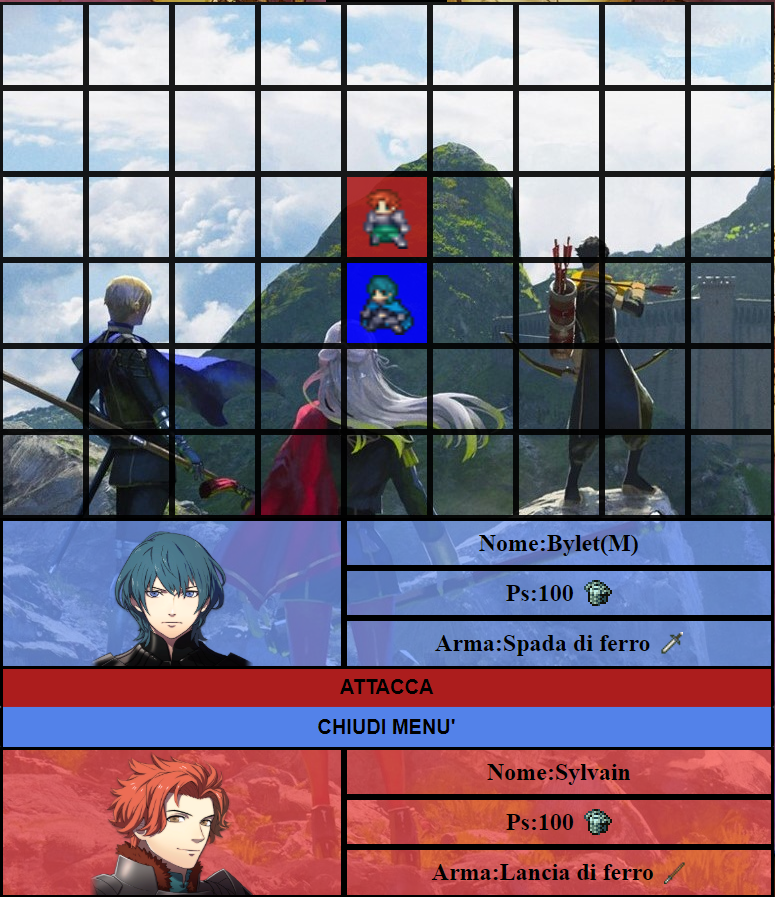 Nome:Bylet(M)
Ps:100
Arma:Spada di ferro
ATTACCA
CHIUDI MENU'
Nome:Sylvain
Ps:100
Arma:Lancia di ferro